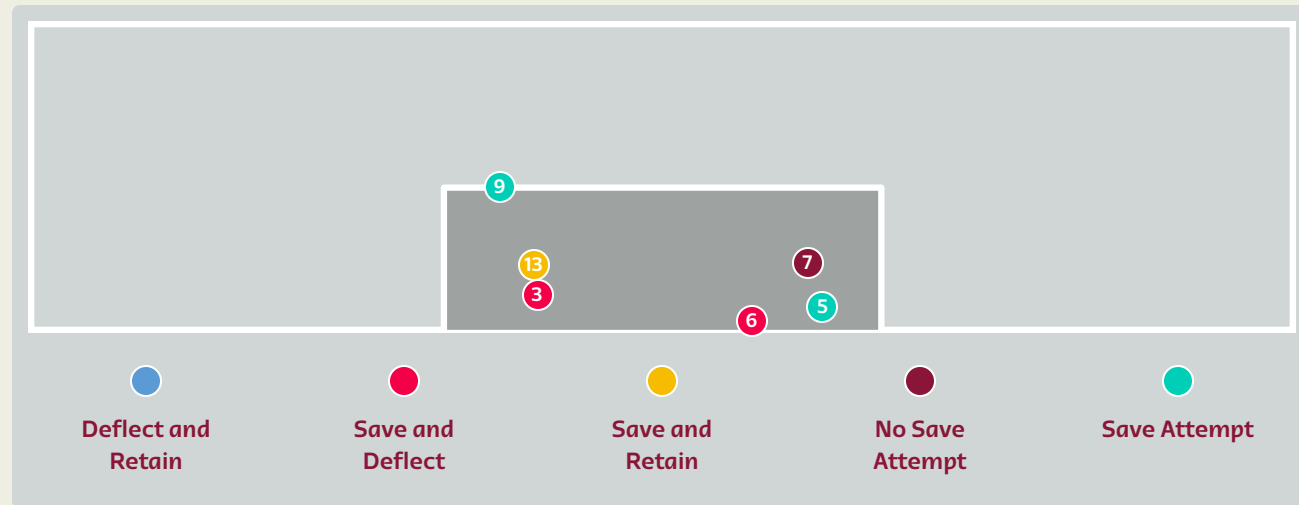 9
13
7
3
5
6
Deflect and
Retain
Save and
Deflect
Save and
Retain
No Save
Attempt
Save Attempt